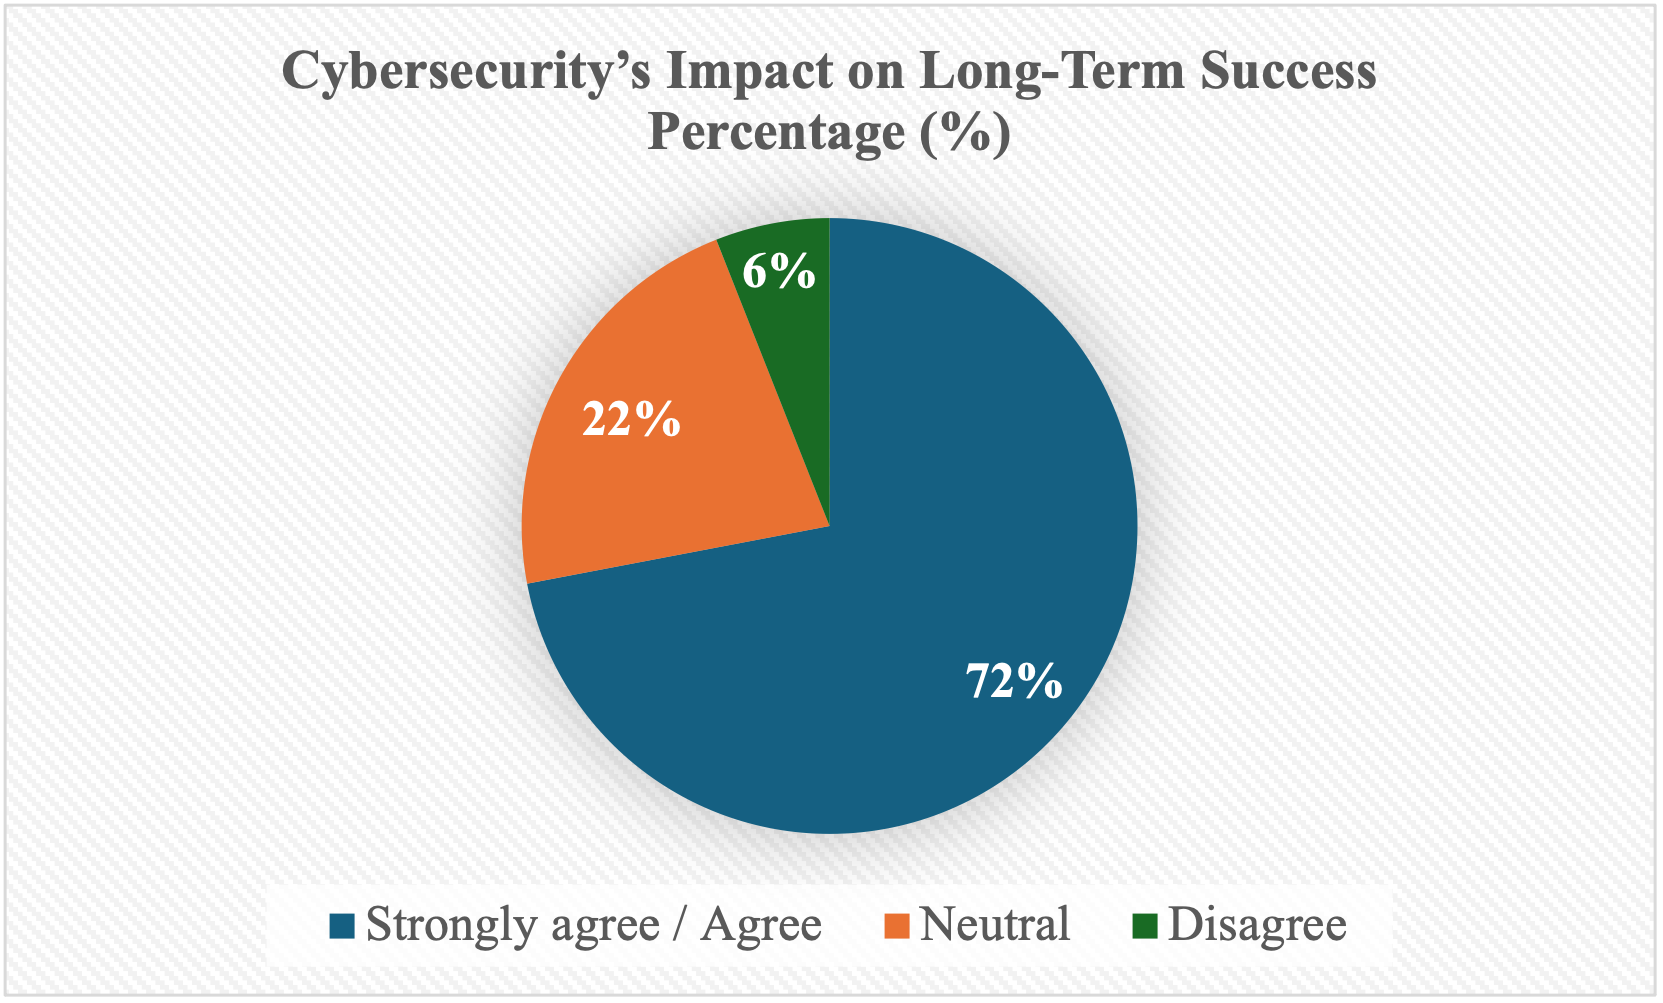 Cybersecurity’s Impact on Long-Term Success
Percentage (%)
6%
22%
72%
Strongly agree / Agree
Neutral
Disagree